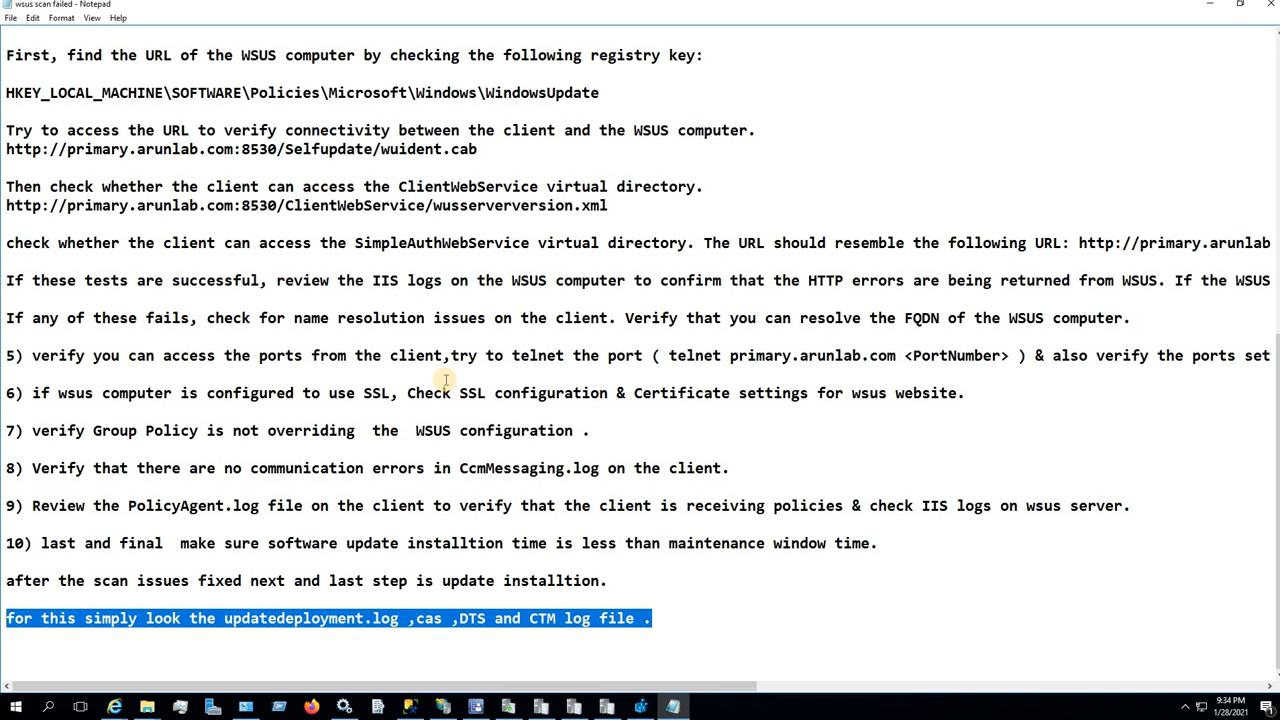 wsus scan failed - Notepad
File Edit Format View Help
First, find the URL of the WSUS computer by checking the following registry key:
HKEY_LOCAL_MACHINE\SOFTWARE\Policies\Microsoft\Windows\WindowsUpdate
Try to access the URL to verify connectivity between the client and the WSUS computer.
http://primary.arunlab.com:8530/Selfupdate/wuident.cab
Then check whether the client can access the ClientWebService virtual directory.
http://primary.arunlab.com:8530/ClientWebService/wusserverversion.xml
check whether the client can access the SimpleAuthWebService virtual directory. The URL should resemble the following URL: http://primary.arunlab
If these tests are successful, review the IIS logs on the WSUS computer to confirm that the HTTP errors are being returned from WSUS. If the WSUS
If any of these fails, check for name resolution issues on the client. Verify that you can resolve the FQDN of the WSUS computer.
5) verify you can access the ports from the client,try to telnet the port ( telnet primary.arunlab.com <PortNumber> ) & also verify the ports set
6) if wsus computer is configured to use SSL, Check SSL configuration & Certificate settings for wsus website.
7) verify Group Policy is not overriding  the  WSUS configuration .
8) Verify that there are no communication errors in CcmMessaging.log on the client.
9) Review the PolicyAgent.log file on the client to verify that the client is receiving policies & check IIS logs on wsus server.
10) last and final  make sure software update installtion time is less than maintenance window time.
after the scan issues fixed next and last step is update installtion.
for this simply look the updatedeployment.log ,cas ,DTS and CTM log file .
9:34 PM
1/28/2021